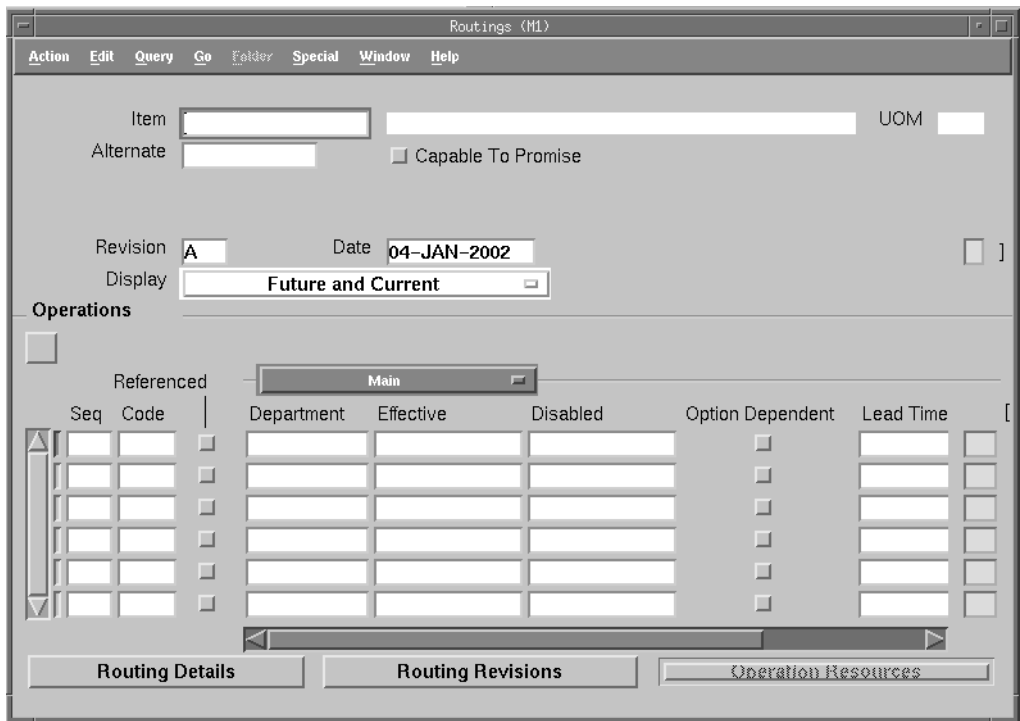 Routings (M1)
Action Edit Query Go Folder Special Window Help
Item UOM
Alternate Capable To Promise
Revision A Date 04-JAN-2002 ]
Display Future and Current
Operations
Referenced Main
Seq Code Department Effective Disabled Option Dependent Lead Time [
Routing Details Routing Revisions Operation Resources